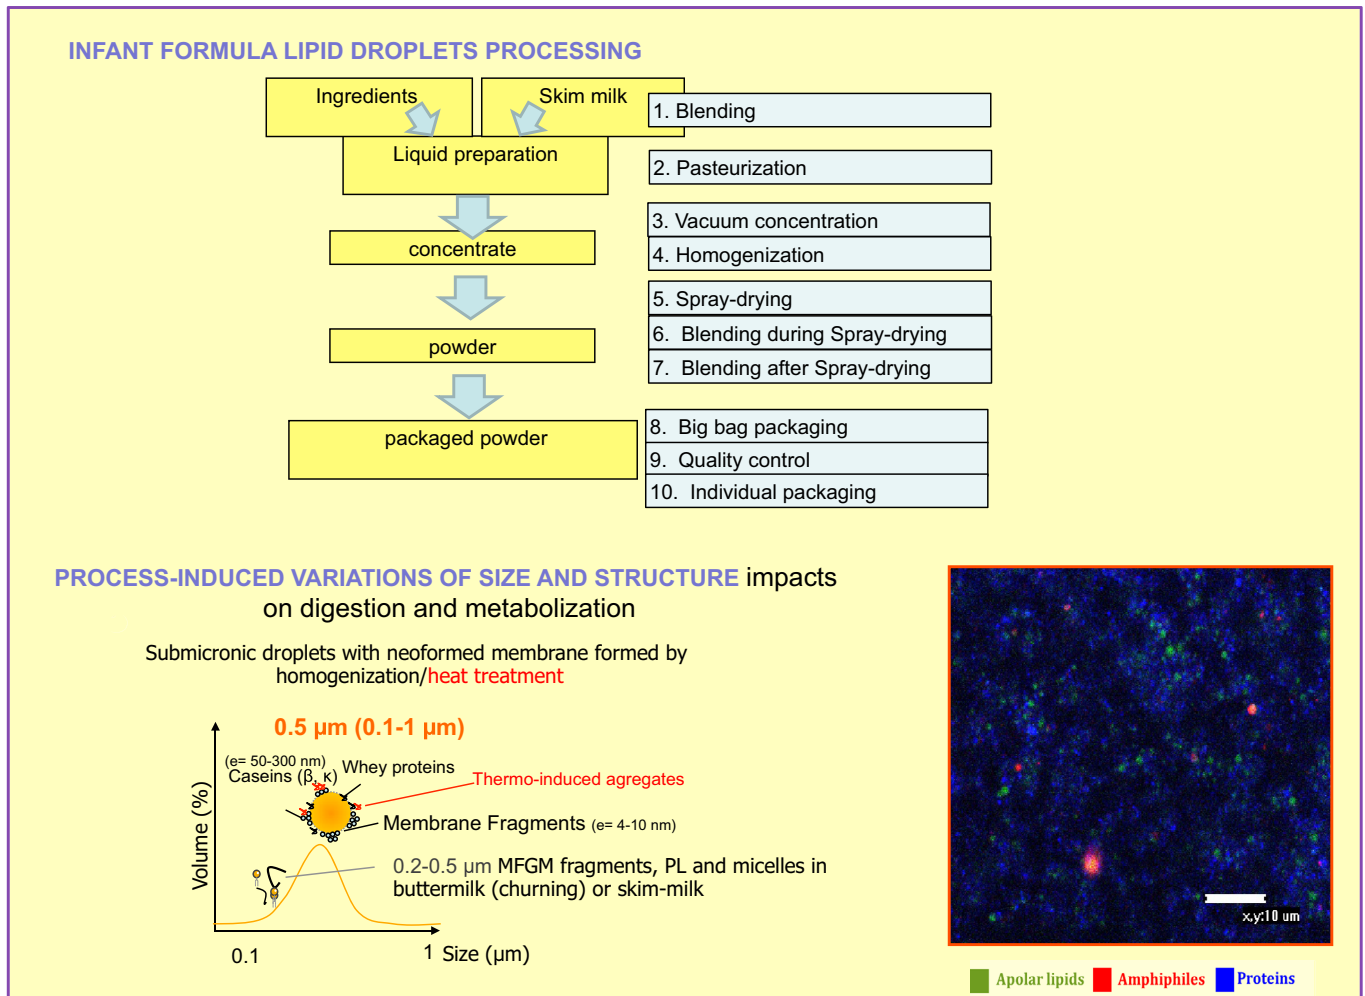 INFANT FORMULA LIPID DROPLETS PROCESSING
Ingredients
Skim milk
1. Blending
Liquid preparation
2. Pasteurization
3. Vacuum concentration
concentrate
4. Homogenization
5. Spray-drying
6. Blending during Spray-drying
powder
7. Blending after Spray-drying
packaged powder
8. Big bag packaging
9. Quality control
10. Individual packaging
PROCESS-INDUCED VARIATIONS OF SIZE AND STRUCTURE impacts
on digestion and metabolization
Submicronic droplets with neoformed membrane formed by
homogenization/heat treatment
0.5 µm (0.1-1 µm)
(e= 50-300 nm)
Caseins (β, κ)
Whey proteins
Thermo-induced agregates
Membrane Fragments (e= 4-10 nm)
0.2-0.5 µm MFGM fragments, PL and micelles in
buttermilk (churning) or skim-milk
Volume (%)
0.1
1 Size (µm)
x,y:10 um
Apolar lipids
Amphiphiles
Proteins